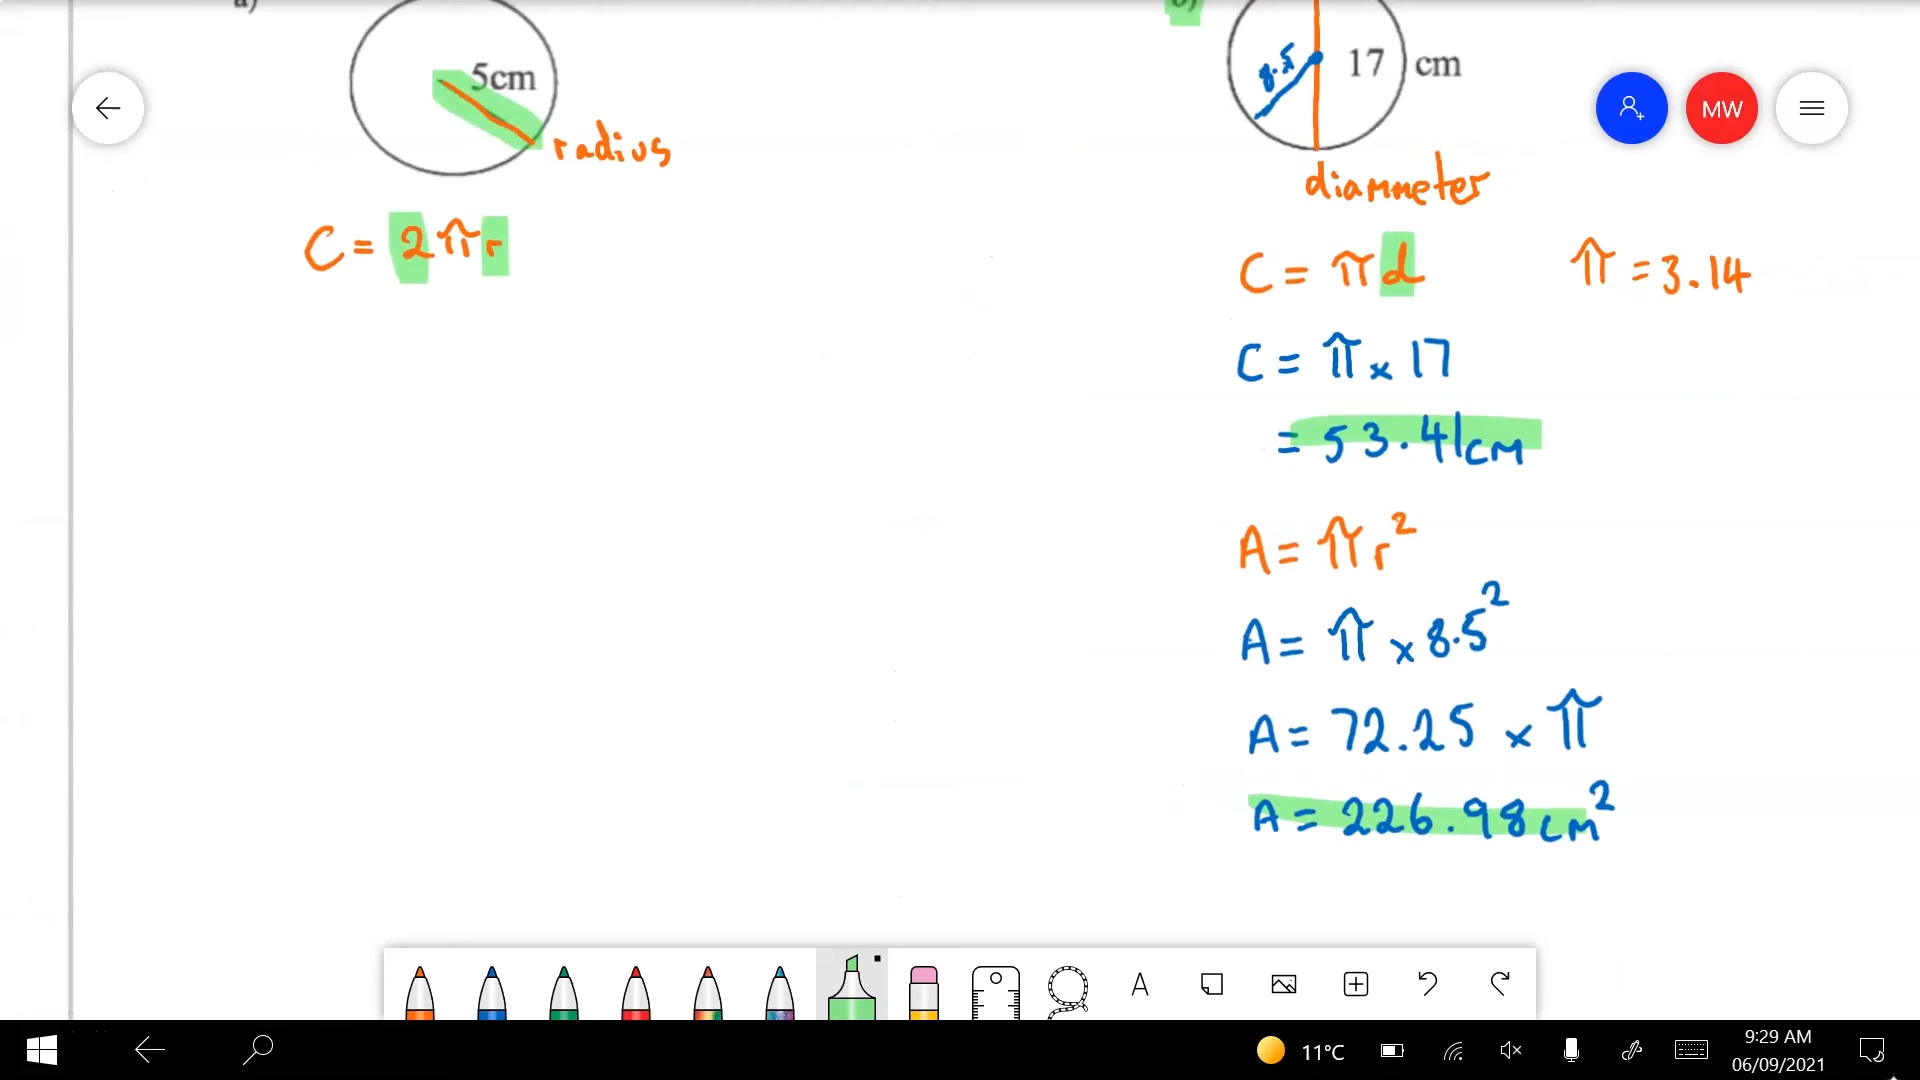 a)
5cm
radius
C = 2πr
b)
8.5
17 cm
diammeter
C = πd
π = 3.14
C = π × 17
= 53.41cm
A = πr²
A = π × 8.5²
A = 72.25 × π
A = 226.98cm²
MW
A
11°C
9:29 AM
06/09/2021